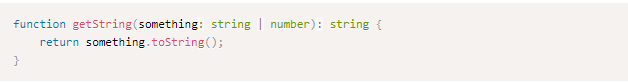 function getString(something: string | number): string {
    return something.toString();
}